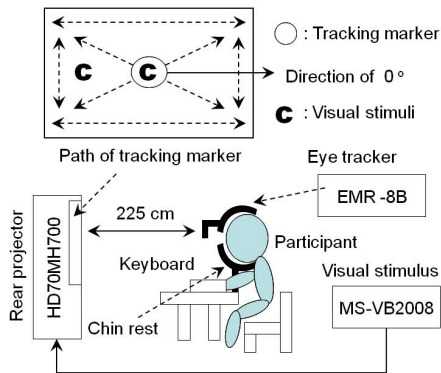 : Tracking marker
C
C
Direction of 0 °
C : Visual stimuli
Path of tracking marker
Eye tracker
EMR -8B
Rear projector
HD70MH700
225 cm
Keyboard
Participant
Visual stimulus
MS-VB2008
Chin rest